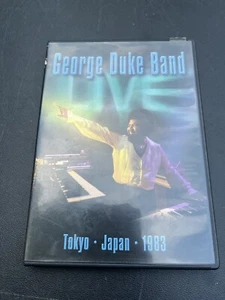 George Duke Band
LIVE
Tokyo • Japan • 1983